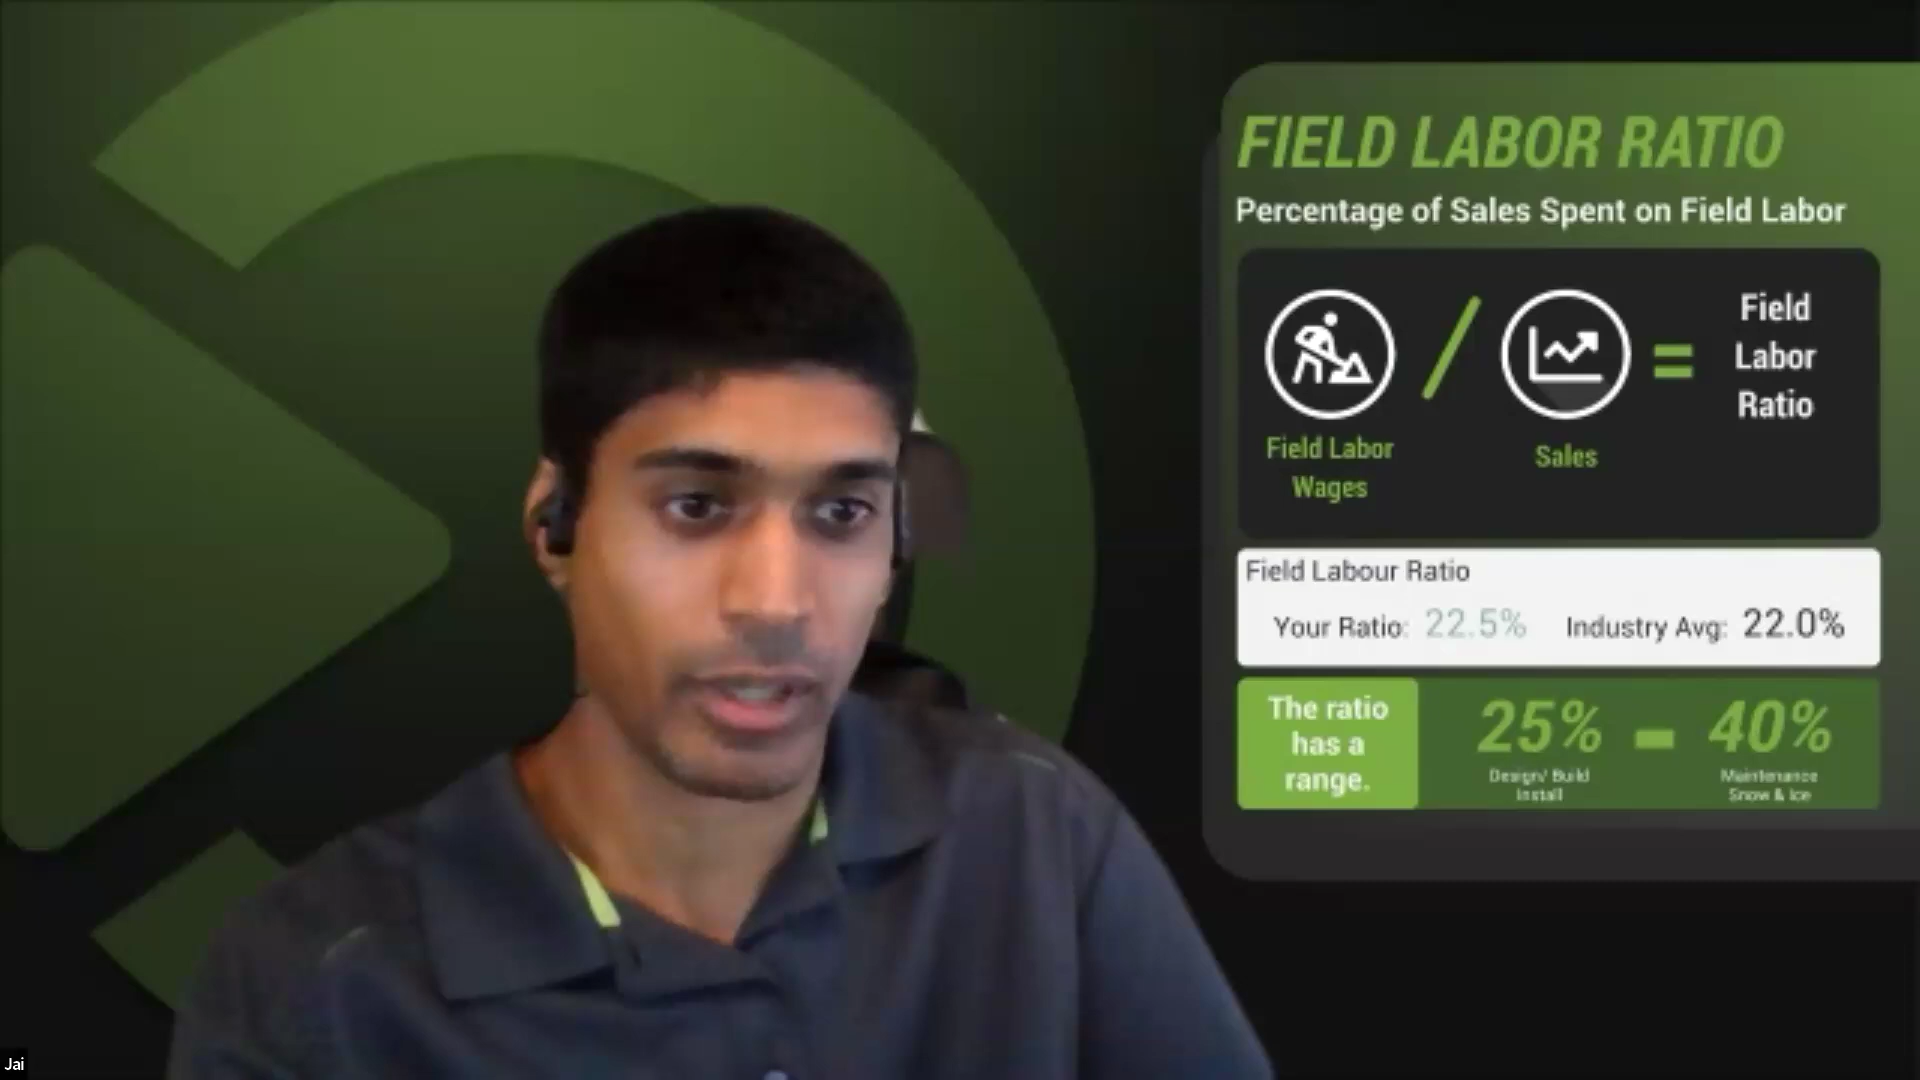 FIELD LABOR RATIO
Percentage of Sales Spent on Field Labor
Field
Labor
Ratio
Field Labor
Wages
Sales
Field Labour Ratio
Your Ratio: 22.5% Industry Avg: 22.0%
The ratio
has a
range.
25% - 40%
Design/ Build
Install
Maintenance
Snow & Ice
Jai